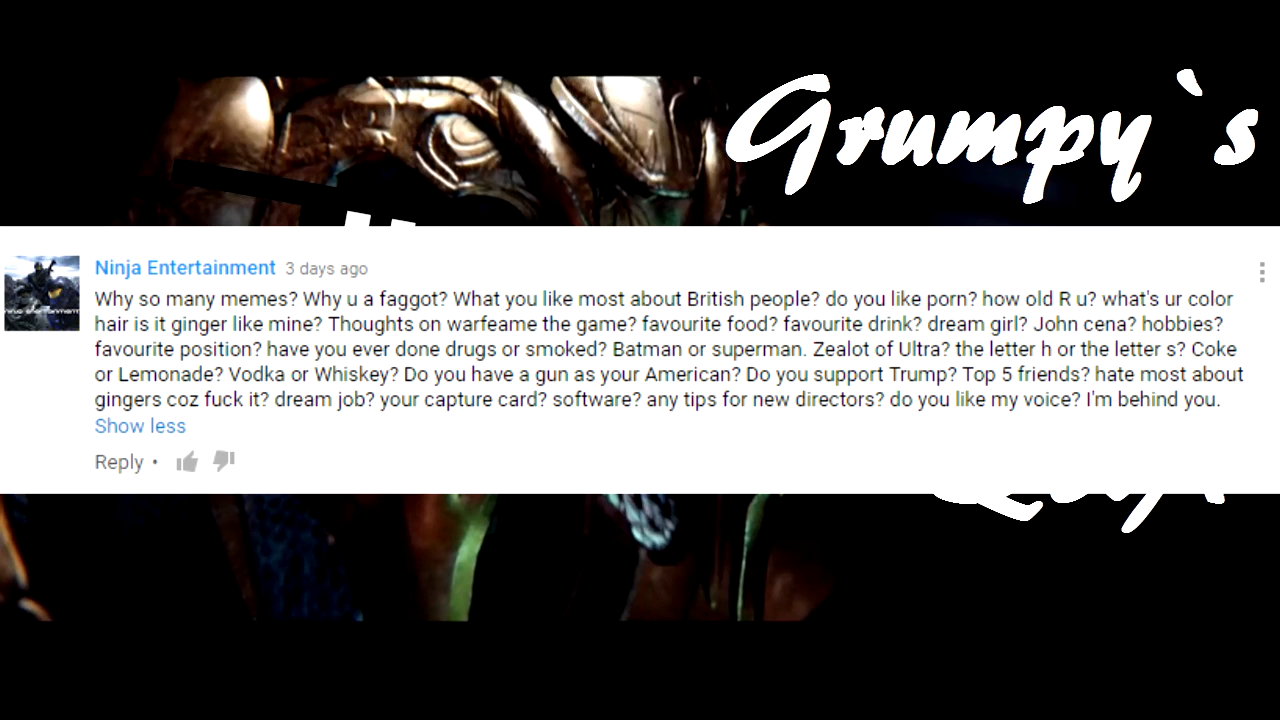 Grumpy`s
Ninja Entertainment 3 days ago
Why so many memes? Why u a faggot? What you like most about British people? do you like porn? how old R u? what's ur color
hair is it ginger like mine? Thoughts on warfeame the game? favourite food? favourite drink? dream girl? John cena? hobbies?
favourite position? have you ever done drugs or smoked? Batman or superman. Zealot of Ultra? the letter h or the letter s? Coke
or Lemonade? Vodka or Whiskey? Do you have a gun as your American? Do you support Trump? Top 5 friends? hate most about
gingers coz fuck it? dream job? your capture card? software? any tips for new directors? do you like my voice? I'm behind you.
Show less
Reply •